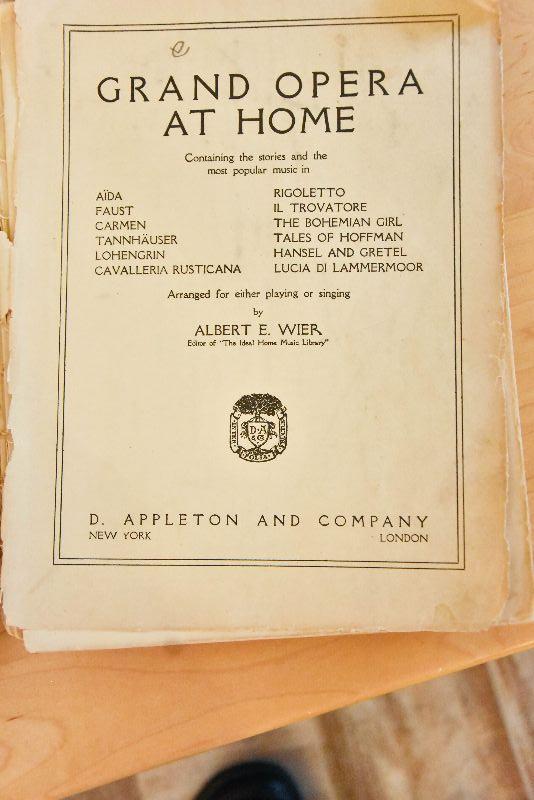 e
GRAND OPERA
AT HOME
Containing the stories and the
most popular music in
AÏDA
FAUST
CARMEN
TANNHÄUSER
LOHENGRIN
CAVALLERIA RUSTICANA
RIGOLETTO
IL TROVATORE
THE BOHEMIAN GIRL
TALES OF HOFFMAN
HANSEL AND GRETEL
LUCIA DI LAMMERMOOR
Arranged for either playing or singing
by
ALBERT E. WIER
Editor of "The Ideal Home Music Library"
D. A
& Co
D. APPLETON AND COMPANY
NEW YORK
LONDON